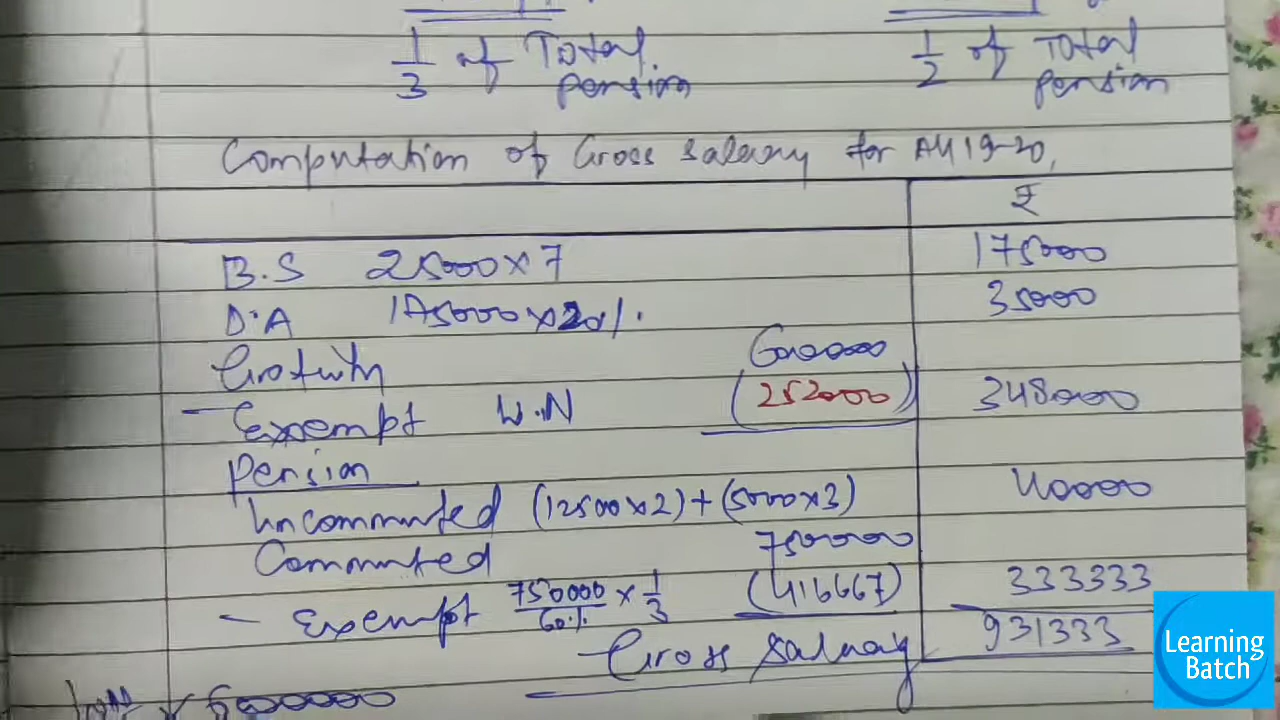 1/3 of Total pension
1/2 of Total pension
Computation of Gross Salary for AY 19-20,
₹
B.S 25000×7 175000
D.A 175000×20%. 35000
Gratuity 600000
- Exempt W.N (252000) 348000
Pension
Uncommuted (12500×2)+(5000×3) 40000
Commuted 750000
- Exempt 750000/60% × 1/3 (416667) 333333
Gross Salary 931333
Learning
Batch